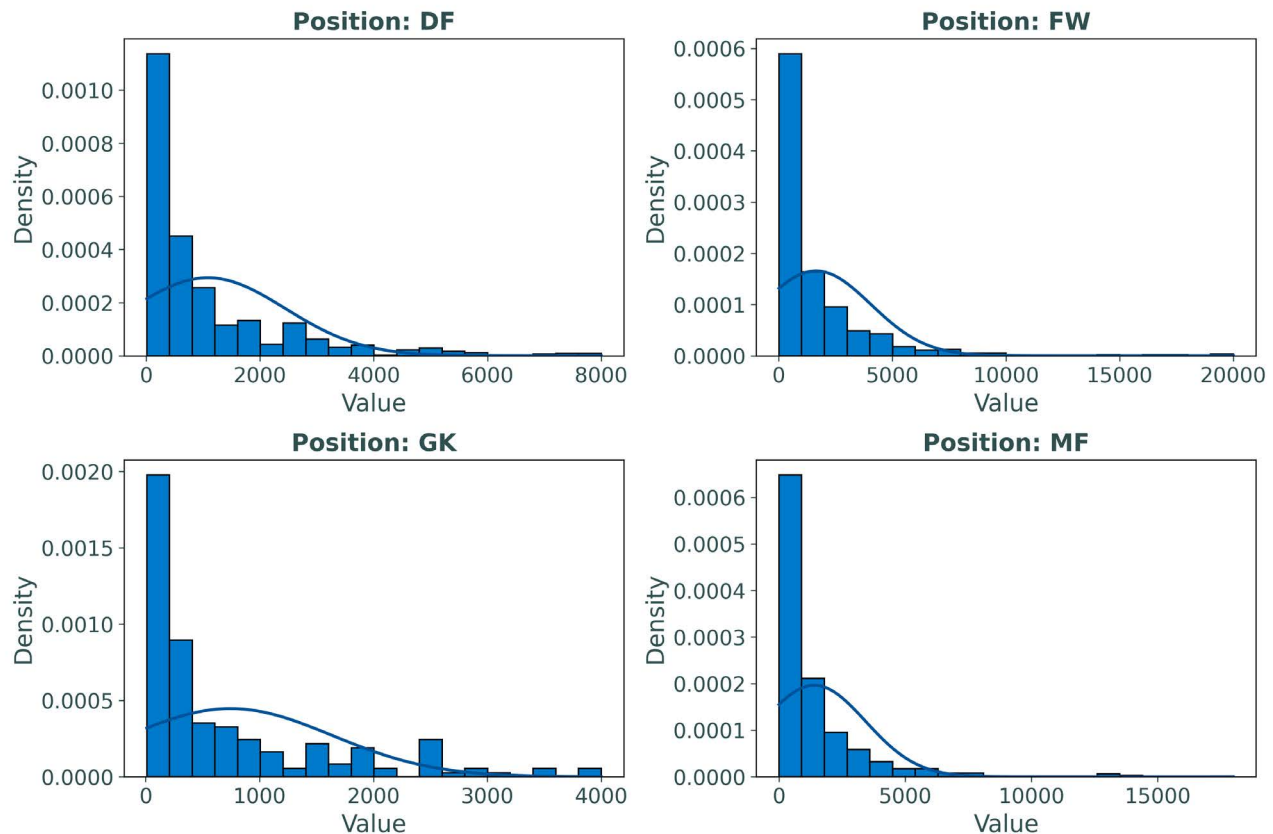 Position: DF
Density
0.0010
0.0008
0.0006
0.0004
0.0002
0.0000
0 2000 4000 6000 8000
Value
Position: FW
Density
0.0006
0.0005
0.0004
0.0003
0.0002
0.0001
0.0000
0 5000 10000 15000 20000
Value
Position: GK
Density
0.0020
0.0015
0.0010
0.0005
0.0000
0 1000 2000 3000 4000
Value
Position: MF
Density
0.0006
0.0005
0.0004
0.0003
0.0002
0.0001
0.0000
0 5000 10000 15000
Value